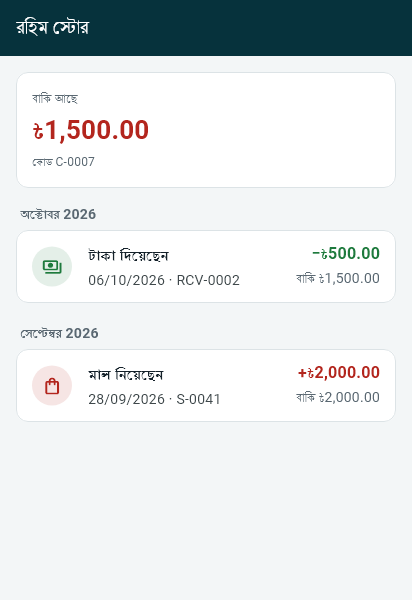 রহিম স্টোর
বাকি আছে
৳1,500.00
কোড C-0007
অক্টোবর 2026
টাকা দিয়েছেন
−৳500.00
06/10/2026 · RCV-0002
বাকি ৳1,500.00
সেপ্টেম্বর 2026
মাল নিয়েছেন
+৳2,000.00
28/09/2026 · S-0041
বাকি ৳2,000.00